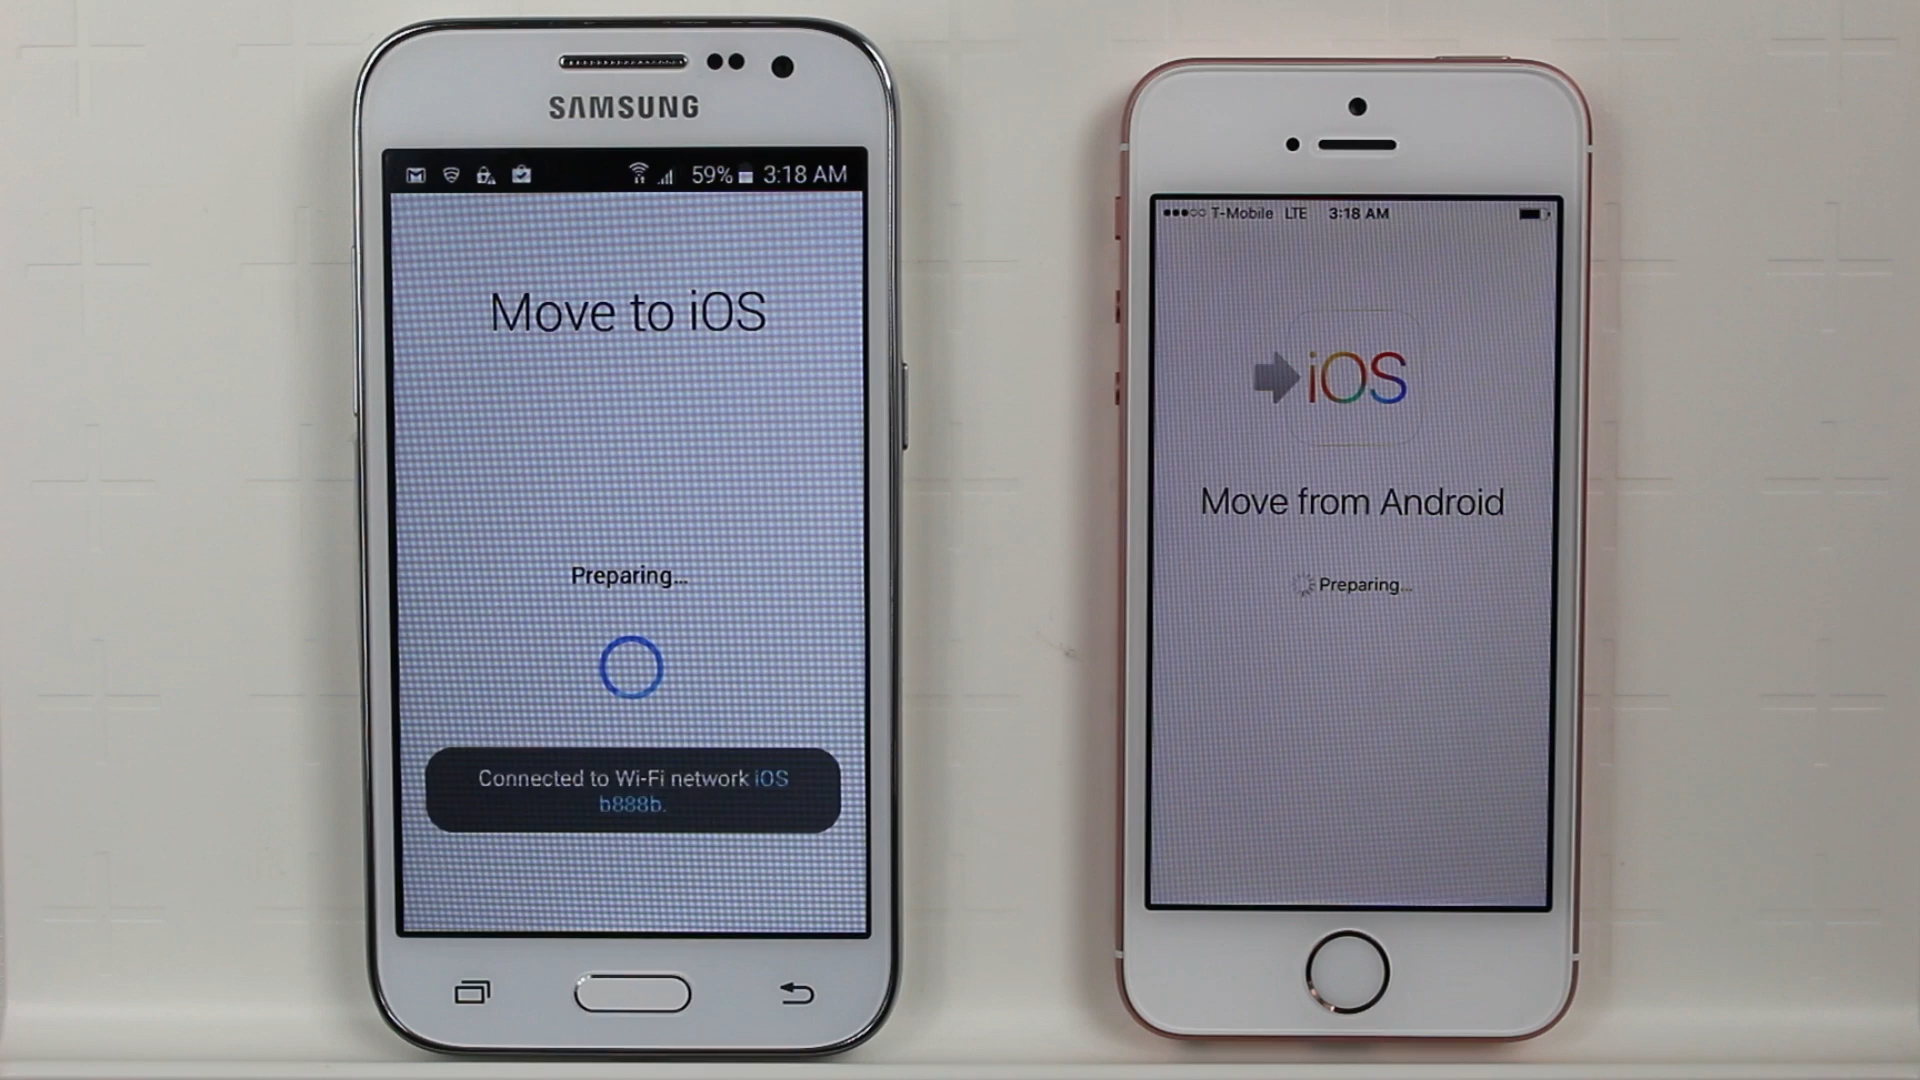 SAMSUNG
59% 3:18 AM
Move to iOS
Preparing...
Connected to Wi-Fi network iOS
b888b.
T-Mobile LTE 3:18 AM
iOS
Move from Android
Preparing...